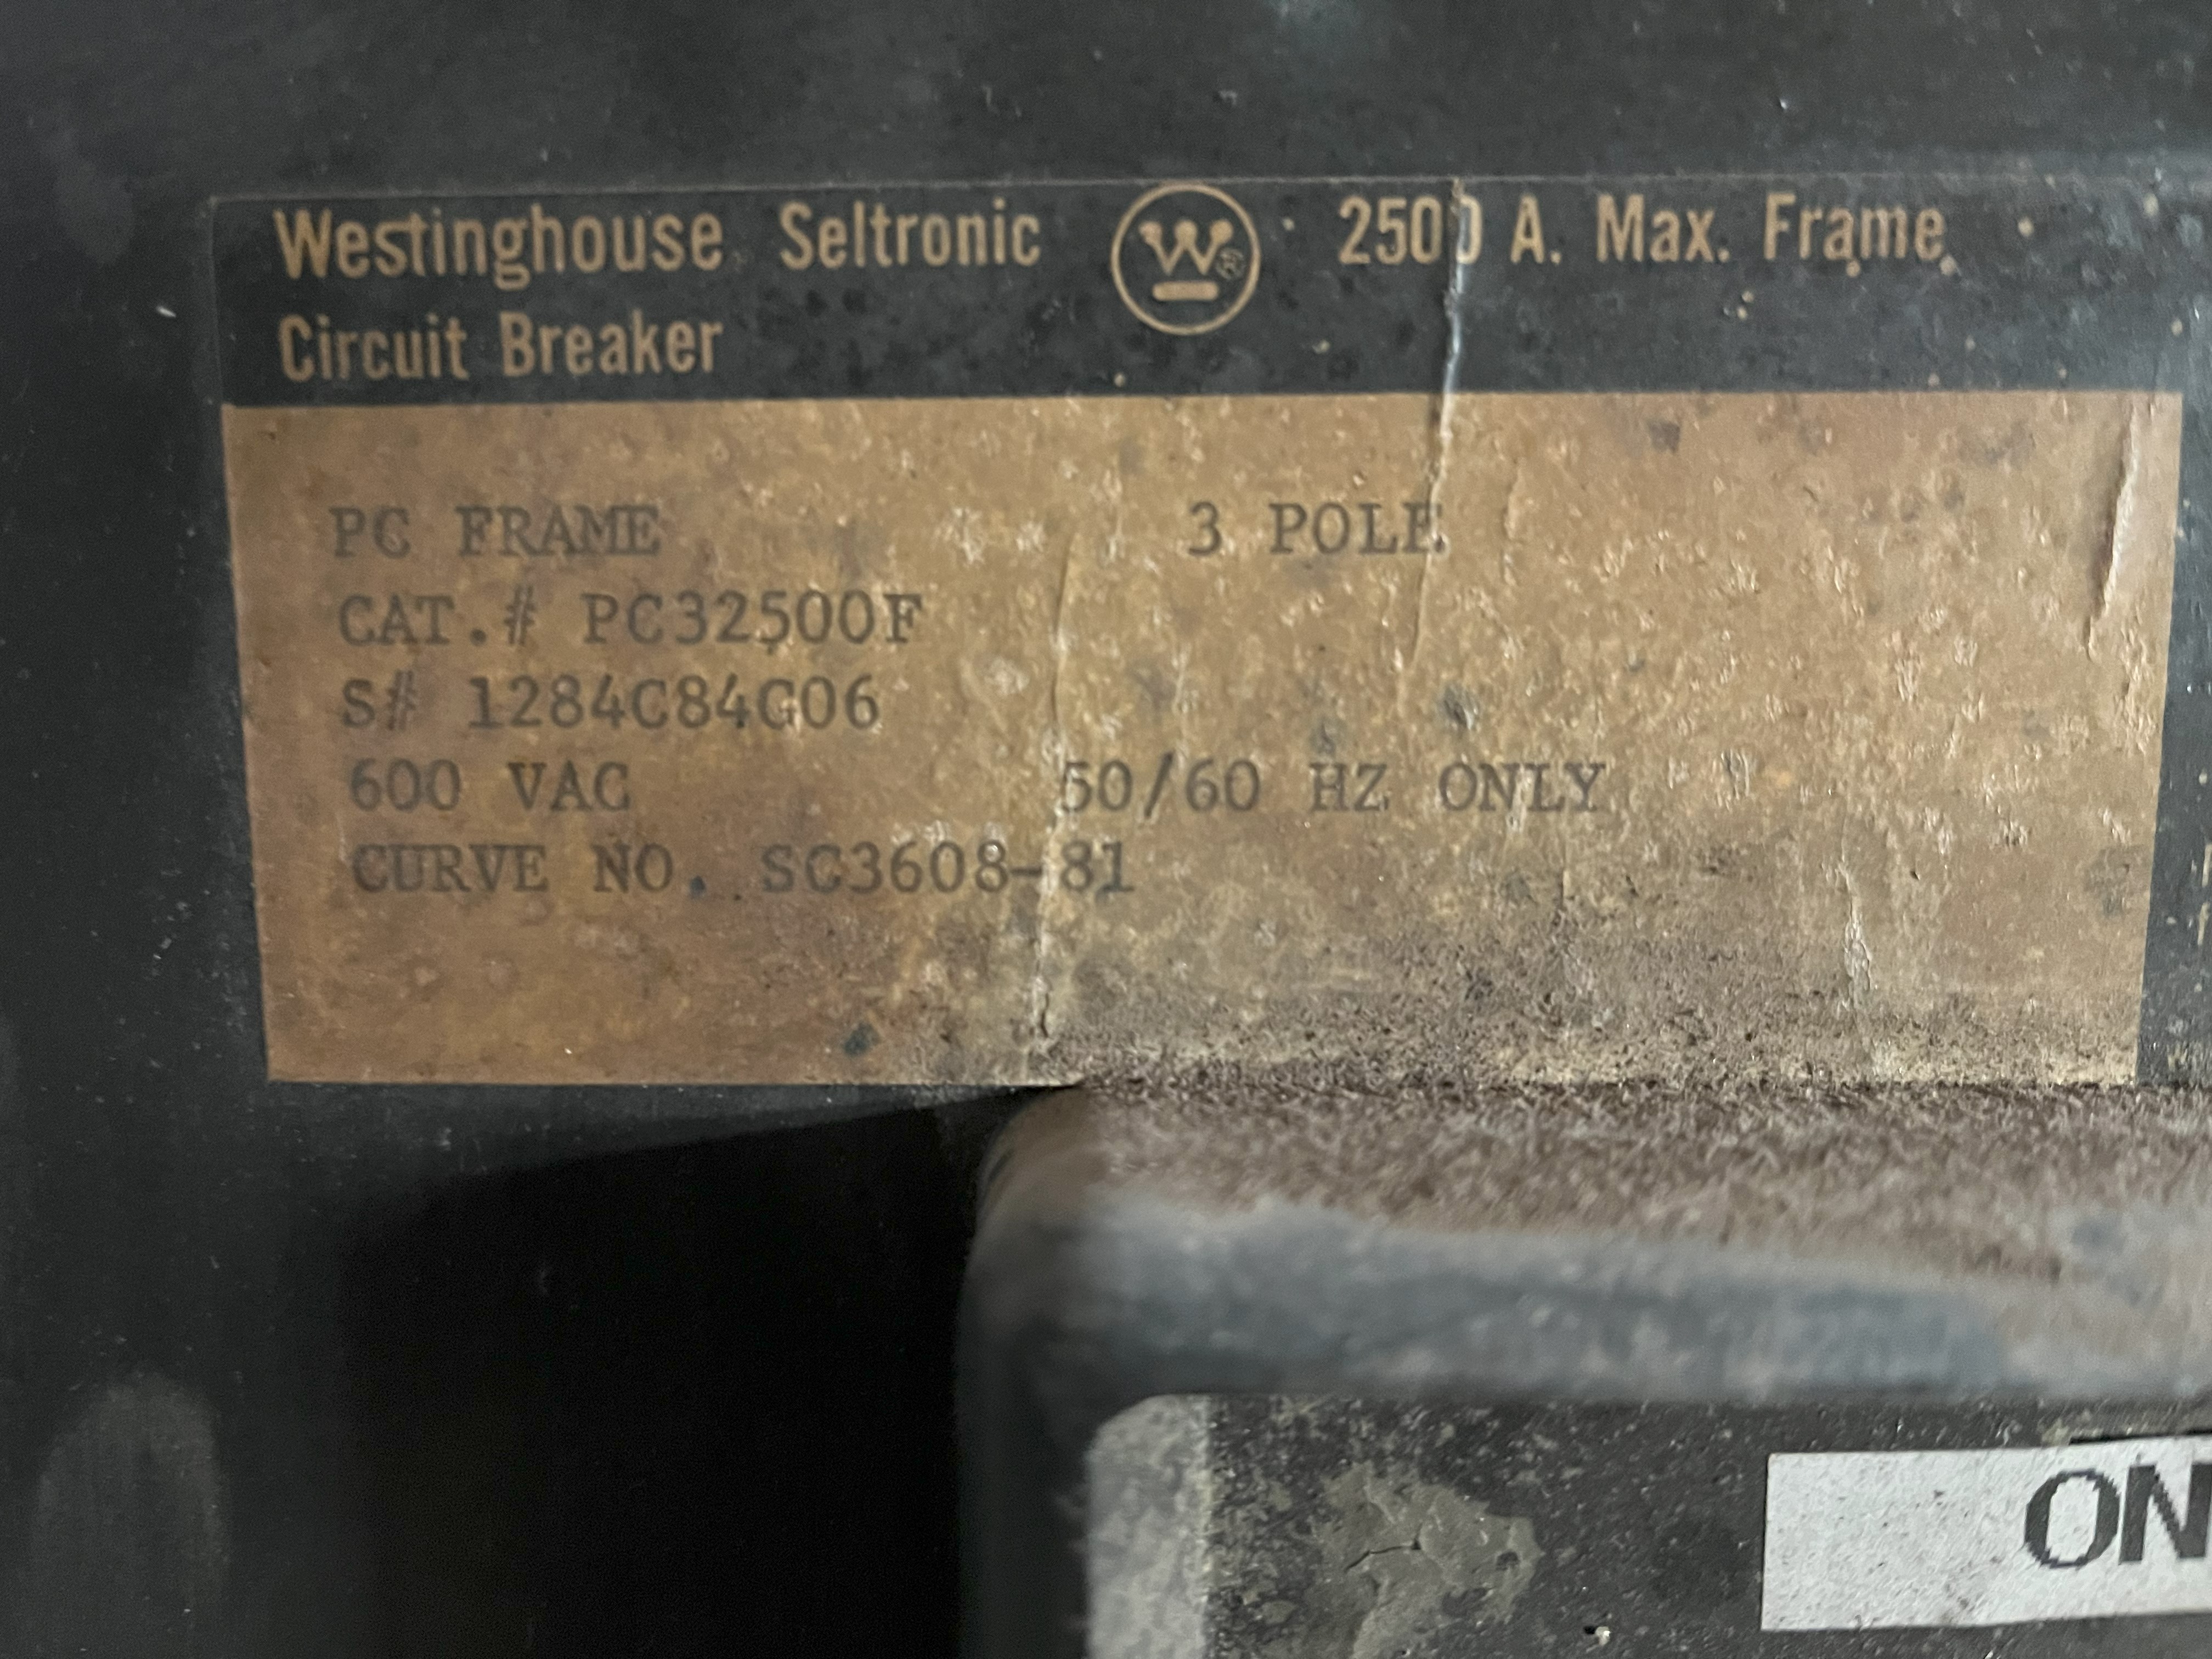 Westinghouse Seltronic W® 2500 A. Max. Frame
Circuit Breaker
PC FRAME 3 POLE
CAT.# PC32500F
S# 1284C84G06
600 VAC 50/60 HZ ONLY
CURVE NO. SC3608-81
ON